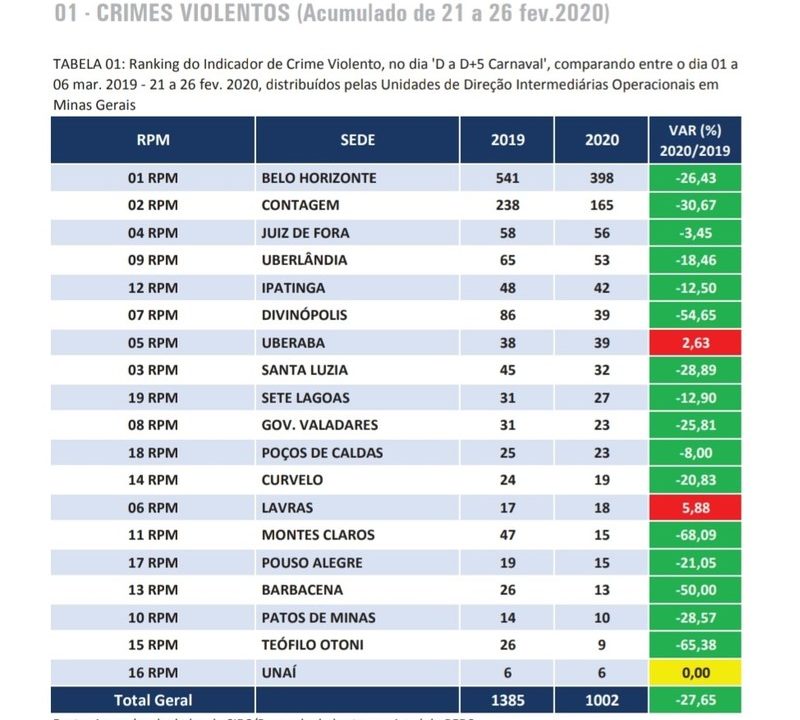 01 - CRIMES VIOLENTOS (Acumulado de 21 a 26 fev.2020)
TABELA 01: Ranking do Indicador de Crime Violento, no dia 'D a D+5 Carnaval', comparando entre o dia 01 a
06 mar. 2019 - 21 a 26 fev. 2020, distribuídos pelas Unidades de Direção Intermediárias Operacionais em
Minas Gerais
RPM SEDE 2019 2020 VAR (%) 2020/2019
01 RPM BELO HORIZONTE 541 398 -26,43
02 RPM CONTAGEM 238 165 -30,67
04 RPM JUIZ DE FORA 58 56 -3,45
09 RPM UBERLÂNDIA 65 53 -18,46
12 RPM IPATINGA 48 42 -12,50
07 RPM DIVINÓPOLIS 86 39 -54,65
05 RPM UBERABA 38 39 2,63
03 RPM SANTA LUZIA 45 32 -28,89
19 RPM SETE LAGOAS 31 27 -12,90
08 RPM GOV. VALADARES 31 23 -25,81
18 RPM POÇOS DE CALDAS 25 23 -8,00
14 RPM CURVELO 24 19 -20,83
06 RPM LAVRAS 17 18 5,88
11 RPM MONTES CLAROS 47 15 -68,09
17 RPM POUSO ALEGRE 19 15 -21,05
13 RPM BARBACENA 26 13 -50,00
10 RPM PATOS DE MINAS 14 10 -28,57
15 RPM TEÓFILO OTONI 26 9 -65,38
16 RPM UNAÍ 6 6 0,00
Total Geral 1385 1002 -27,65